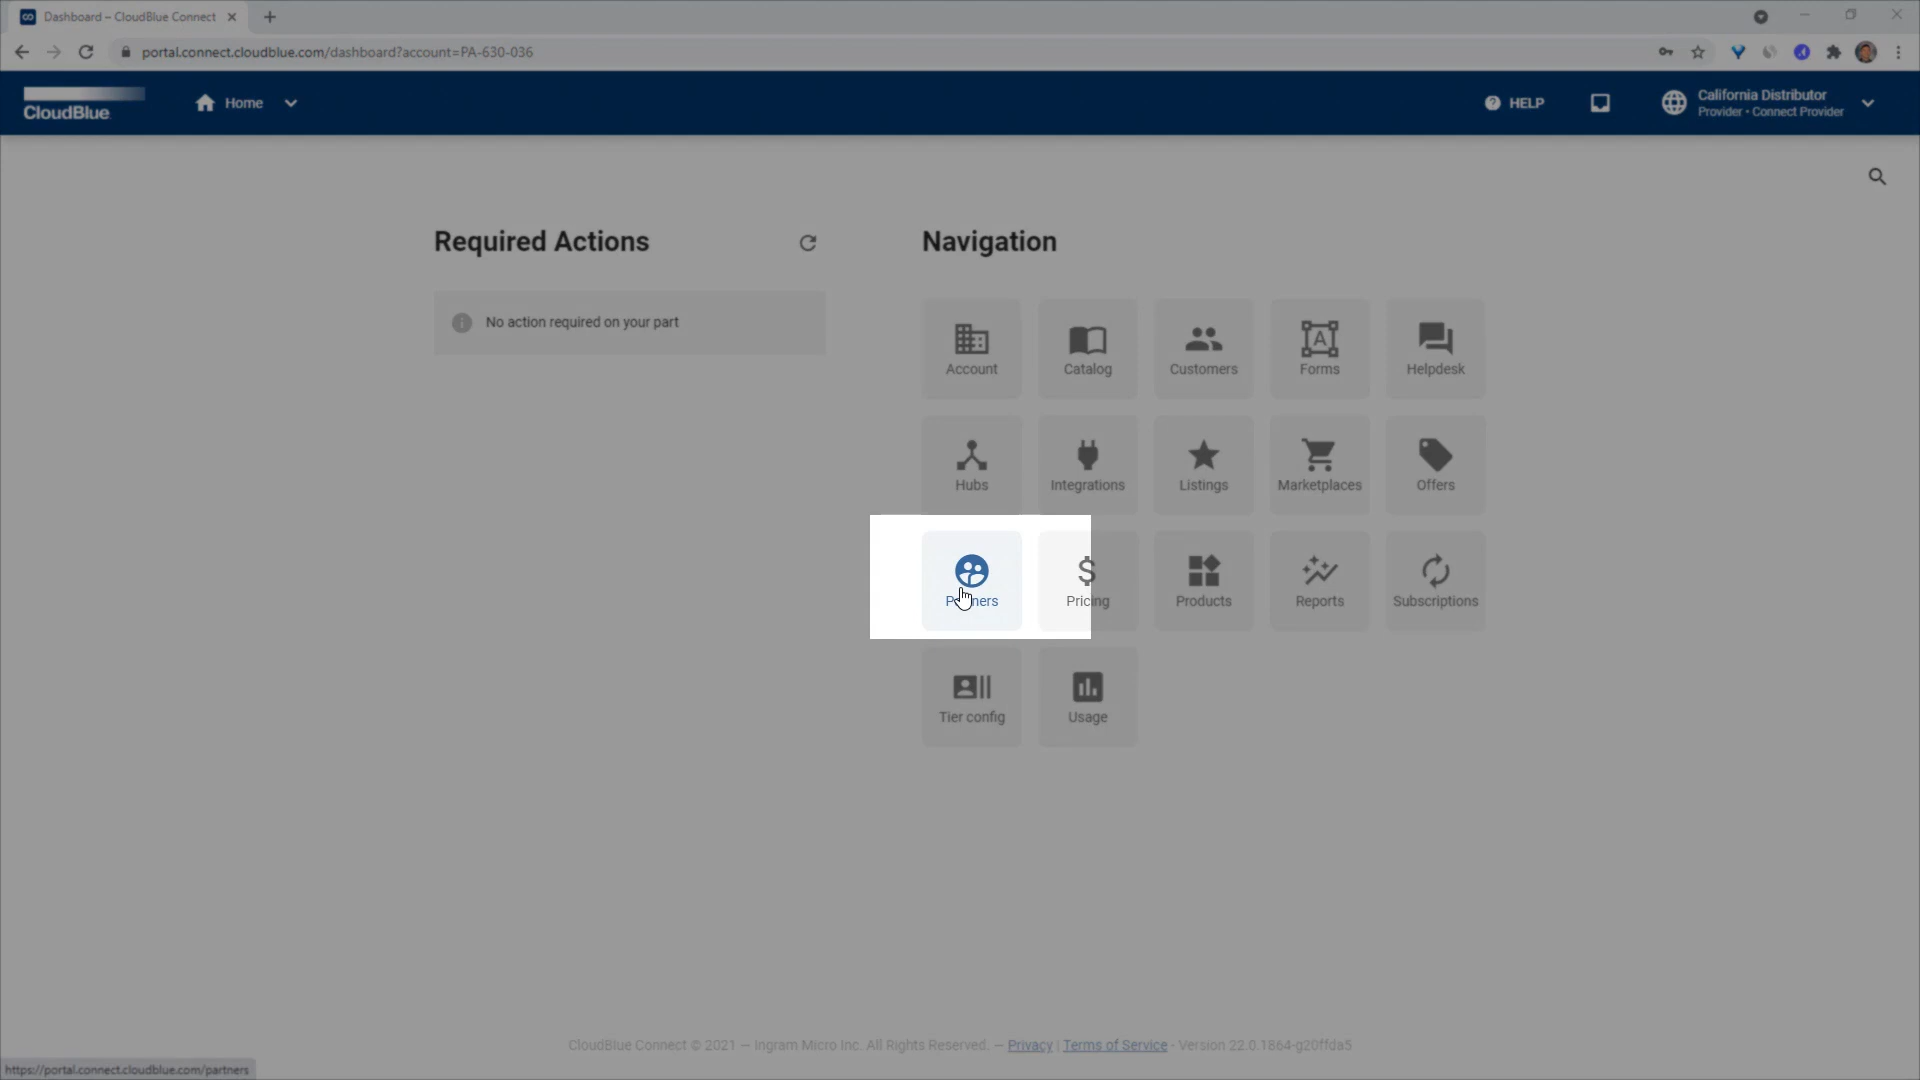 Dashboard – CloudBlue Connect
portal.connect.cloudblue.com/dashboard?account=PA-630-036
CloudBlue
Home
HELP
California Distributor
Provider • Connect Provider
Required Actions
Navigation
No action required on your part
Account
Catalog
Customers
Forms
Helpdesk
Hubs
Integrations
Listings
Marketplaces
Offers
Partners
Pricing
Products
Reports
Subscriptions
Tier config
Usage
CloudBlue Connect © 2021 — Ingram Micro Inc. All Rights Reserved. — Privacy | Terms of Service · Version 22.0.1864-g20ffda5
https://portal.connect.cloudblue.com/partners